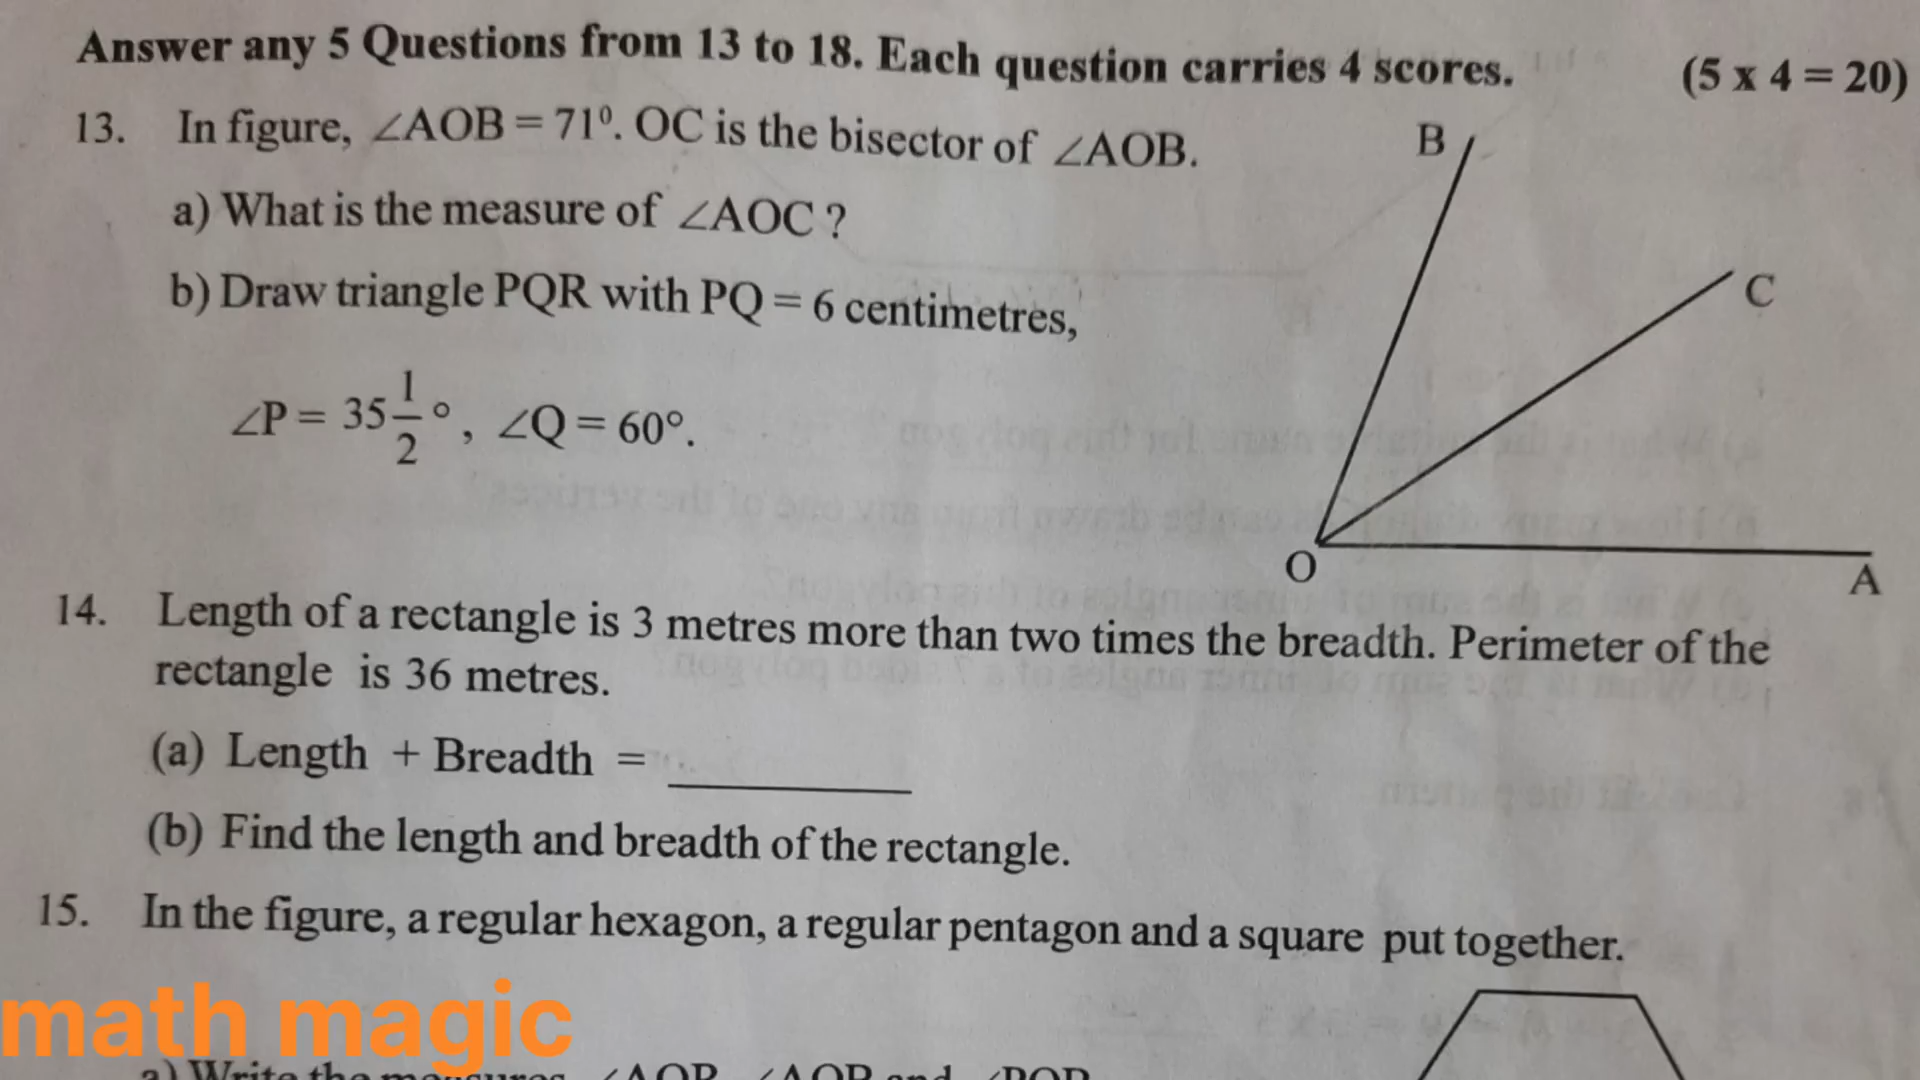 Answer any 5 Questions from 13 to 18. Each question carries 4 scores. (5 x 4 = 20)
13. In figure, ∠AOB = 71⁰. OC is the bisector of ∠AOB.
a) What is the measure of ∠AOC ?
b) Draw triangle PQR with PQ = 6 centimetres,
∠P = 35 1/2 °, ∠Q = 60°.
B
C
O
A
14. Length of a rectangle is 3 metres more than two times the breadth. Perimeter of the
rectangle is 36 metres.
(a) Length + Breadth = ________
(b) Find the length and breadth of the rectangle.
15. In the figure, a regular hexagon, a regular pentagon and a square put together.
math magic
a) Write the measures